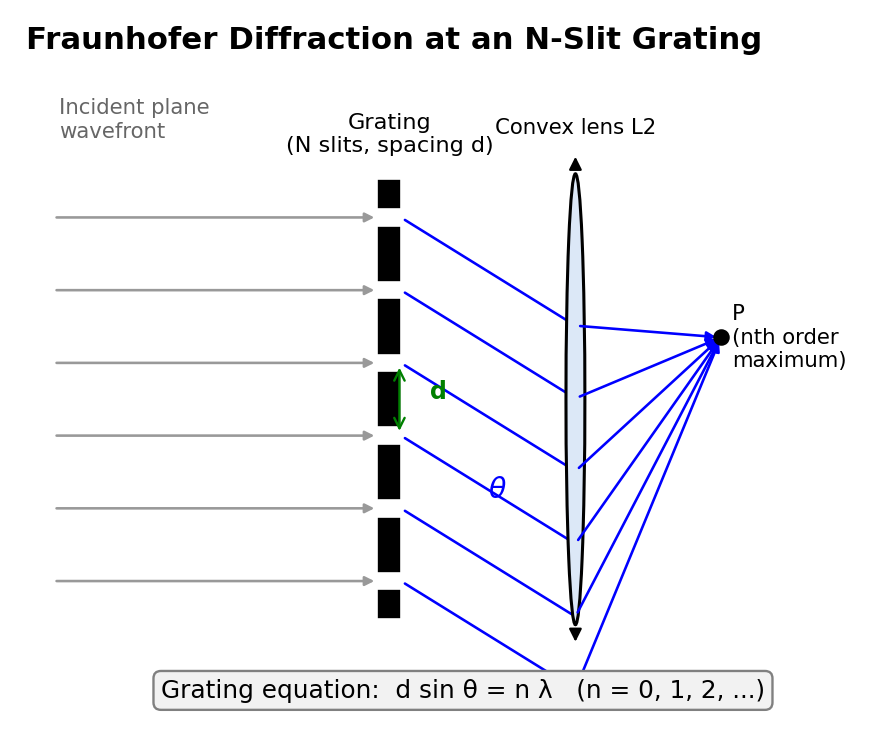 Fraunhofer Diffraction at an N-Slit Grating
Incident plane
wavefront
Grating
(N slits, spacing d)
Convex lens L2
P
(nth order
maximum)
d
θ
Grating equation:  d sin θ = n λ   (n = 0, 1, 2, ...)